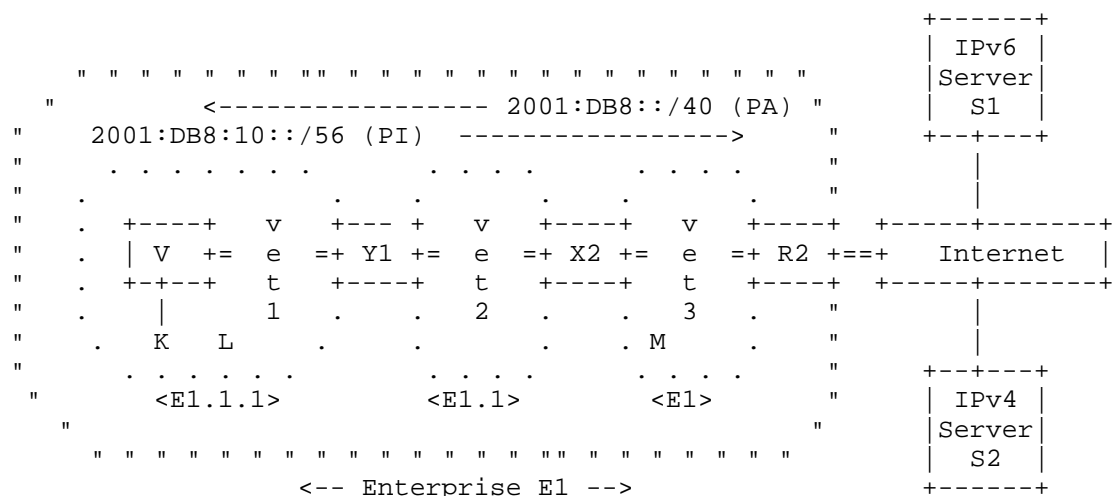 +------+
                                                               | IPv6 |
    " " " " " " " "" " " " " " " " " " " " " " " "              |Server|
  "          <----------------- 2001:DB8::/40 (PA) "           |  S1  |
"    2001:DB8:10::/56 (PI)  ----------------->      "          +--+---+
"     . . . . . . .       . . . .      . . . .      "             |
"   .               .    .       .    .       .     "             |
"   .  +----+   v   +--- +   v   +----+   v   +----+  +-----+-------+
"   .  | V  +=  e  =+ Y1 +=  e  =+ X2 +=  e  =+ R2 +==+   Internet  |
"   .  +-+--+   t   +----+   t   +----+   t   +----+  +-----+-------+
"   .    |      1   .    .   2   .    .   3   .     "             |
"    .   K   L     .     .       .    . M     .     "             |
"      . . . . . .        . . . .      . . . .      "          +--+---+
 "       <E1.1.1>          <E1.1>       <E1>        "          | IPv4 |
   "                                               "           |Server|
     " " " " " " " " " " " " " " "" " " " " " " " "             |  S2  |
                  <-- Enterprise E1 -->                        +------+